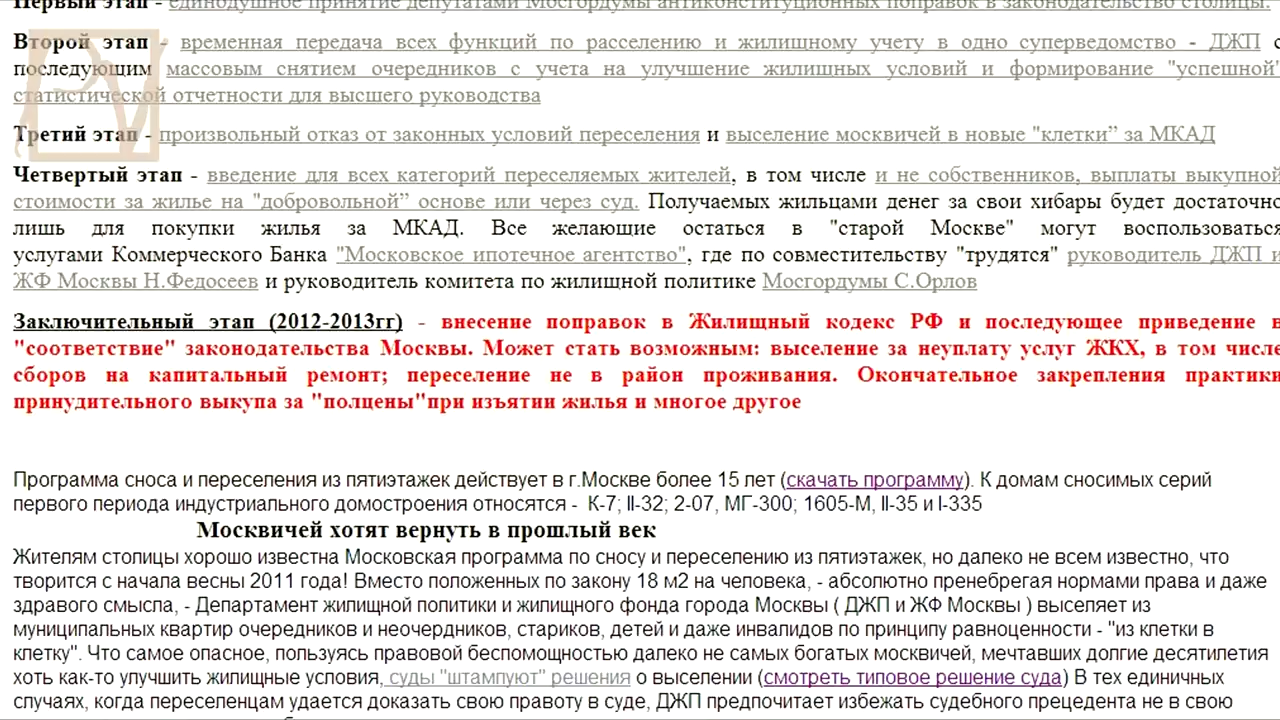 Первый этап - единодушное принятие депутатами Мосгордумы антиконституционных поправок в законодательство столицы.
Второй этап - временная передача всех функций по расселению и жилищному учету в одно суперведомство - ДЖП с
последующим массовым снятием очередников с учета на улучшение жилищных условий и формирование "успешной"
статистической отчетности для высшего руководства
Третий этап - произвольный отказ от законных условий переселения и выселение москвичей в новые "клетки” за МКАД
Четвертый этап - введение для всех категорий переселяемых жителей, в том числе и не собственников, выплаты выкупной
стоимости за жилье на "добровольной” основе или через суд. Получаемых жильцами денег за свои хибары будет достаточно
лишь для покупки жилья за МКАД. Все желающие остаться в "старой Москве" могут воспользоваться
услугами Коммерческого Банка "Московское ипотечное агентство", где по совместительству "трудятся" руководитель ДЖП и
ЖФ Москвы Н.Федосеев и руководитель комитета по жилищной политике Мосгордумы С.Орлов
Заключительный этап (2012-2013гг) - внесение поправок в Жилищный кодекс РФ и последующее приведение в
"соответствие" законодательства Москвы. Может стать возможным: выселение за неуплату услуг ЖКХ, в том числе
сборов на капитальный ремонт; переселение не в район проживания. Окончательное закрепления практики
принудительного выкупа за "полцены"при изъятии жилья и многое другое
Программа сноса и переселения из пятиэтажек действует в г.Москве более 15 лет (скачать программу). К домам сносимых серий
первого периода индустриального домостроения относятся - К-7; II-32; 2-07, МГ-300; 1605-М, II-35 и I-335
Москвичей хотят вернуть в прошлый век
Жителям столицы хорошо известна Московская программа по сносу и переселению из пятиэтажек, но далеко не всем известно, что
творится с начала весны 2011 года! Вместо положенных по закону 18 м2 на человека, - абсолютно пренебрегая нормами права и даже
здравого смысла, - Департамент жилищной политики и жилищного фонда города Москвы ( ДЖП и ЖФ Москвы ) выселяет из
муниципальных квартир очередников и неочердников, стариков, детей и даже инвалидов по принципу равноценности - "из клетки в
клетку". Что самое опасное, пользуясь правовой беспомощностью далеко не самых богатых москвичей, мечтавших долгие десятилетия
хоть как-то улучшить жилищные условия, суды "штампуют" решения о выселении (смотреть типовое решение суда) В тех единичных
случаях, когда переселенцам удается доказать свою правоту в суде, ДЖП предпочитает избежать судебного прецедента не в свою